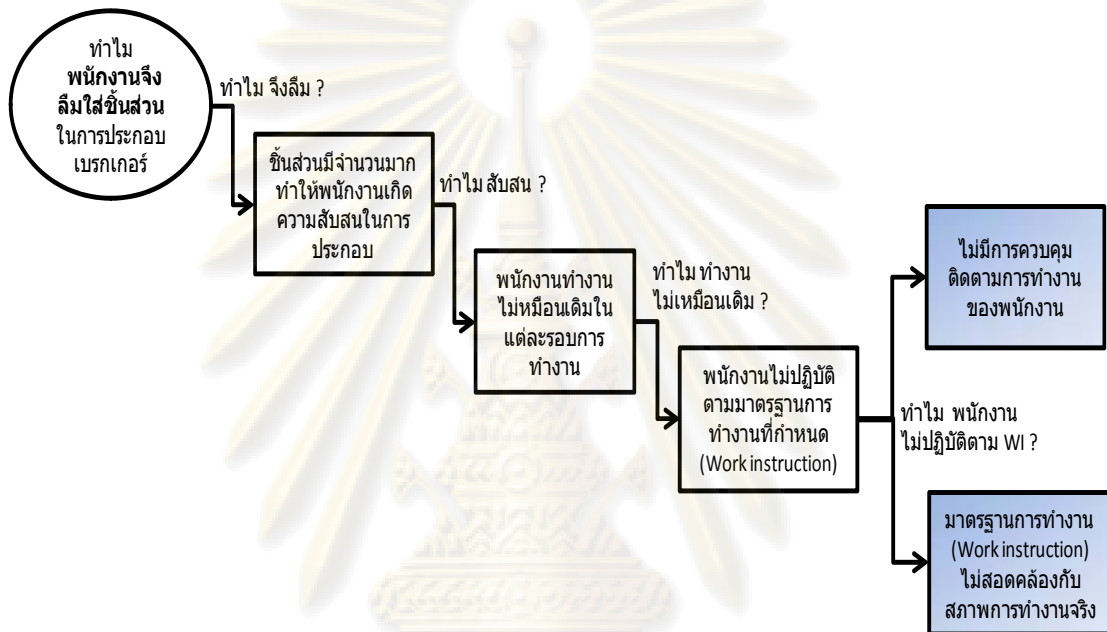 ทำไม
พนักงานจึง
ลืมใส่ชิ้นส่วน
ในการประกอบ
เบรกเกอร์
ทำไม จึงลืม ?
ชิ้นส่วนมีจำนวนมาก
ทำให้พนักงานเกิด
ความสับสนในการ
ประกอบ
ทำไม สับสน ?
พนักงานทำงาน
ไม่หมือนเดิมใน
แต่ละรอบการ
ทำงาน
ทำไม ทำงาน
ไม่เหมือนเดิม ?
พนักงานไม่ปฏิบัติ
ตามมาตรฐานการ
ทำงานที่กำหนด
(Work instruction)
ไม่มีการควบคุม
ติดตามการทำงาน
ของพนักงาน
ทำไม พนักงาน
ไม่ปฏิบัติตาม WI ?
มาตรฐานการทำงาน
(Work instruction)
ไม่สอดคล้องกับ
สภาพการทำงานจริง